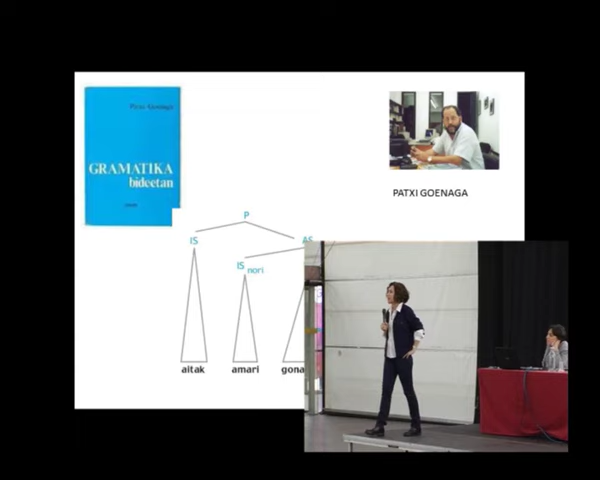 Patxi Goenaga
GRAMATIKA
bideetan
PATXI GOENAGA
P
IS
AS
IS nori
aitak
amari
gona